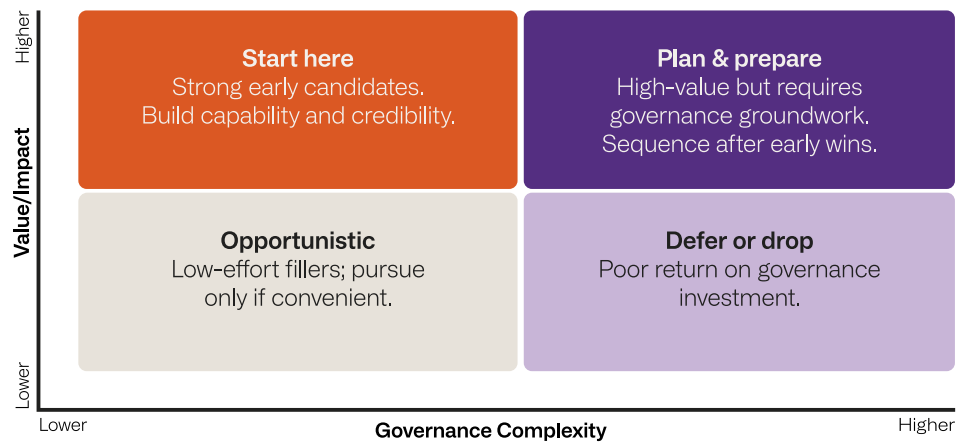 Higher
Value/Impact
Lower
Start here
Strong early candidates.
Build capability and credibility.
Plan & prepare
High-value but requires
governance groundwork.
Sequence after early wins.
Opportunistic
Low-effort fillers; pursue
only if convenient.
Defer or drop
Poor return on governance
investment.
Lower
Governance Complexity
Higher